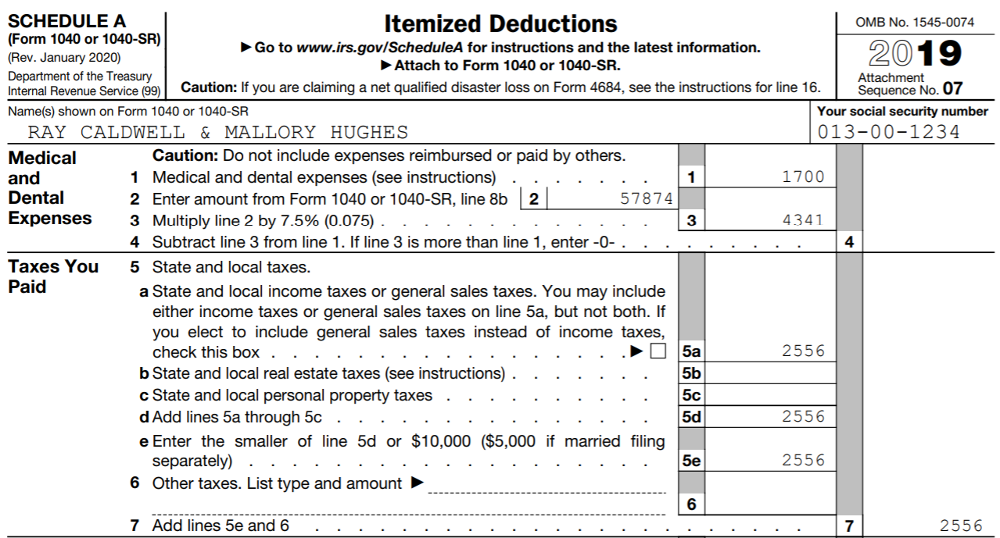 SCHEDULE A
(Form 1040 or 1040-SR)
(Rev. January 2020)
Department of the Treasury
Internal Revenue Service (99)
Itemized Deductions
▶ Go to www.irs.gov/ScheduleA for instructions and the latest information.
▶ Attach to Form 1040 or 1040-SR.
Caution: If you are claiming a net qualified disaster loss on Form 4684, see the instructions for line 16.
OMB No. 1545-0074
2019
Attachment
Sequence No. 07
Name(s) shown on Form 1040 or 1040-SR
RAY CALDWELL & MALLORY HUGHES
Your social security number
013-00-1234
Medical
and
Dental
Expenses
Caution: Do not include expenses reimbursed or paid by others.
1 Medical and dental expenses (see instructions) . . . . . . . 1 1700
2 Enter amount from Form 1040 or 1040-SR, line 8b 2 57874
3 Multiply line 2 by 7.5% (0.075) . . . . . . . . . . . . . 3 4341
4 Subtract line 3 from line 1. If line 3 is more than line 1, enter -0- . . . . . . . . . 4
Taxes You
Paid
5 State and local taxes.
a State and local income taxes or general sales taxes. You may include
either income taxes or general sales taxes on line 5a, but not both. If
you elect to include general sales taxes instead of income taxes,
check this box . . . . . . . . . . . . . . . . . ▶ ☐ 5a 2556
b State and local real estate taxes (see instructions) . . . . . . . 5b
c State and local personal property taxes . . . . . . . . . . 5c
d Add lines 5a through 5c . . . . . . . . . . . . . . . 5d 2556
e Enter the smaller of line 5d or $10,000 ($5,000 if married filing
separately) . . . . . . . . . . . . . . . . . . . 5e 2556
6 Other taxes. List type and amount ▶
6
7 Add lines 5e and 6 . . . . . . . . . . . . . . . . . . . . . . . . 7 2556